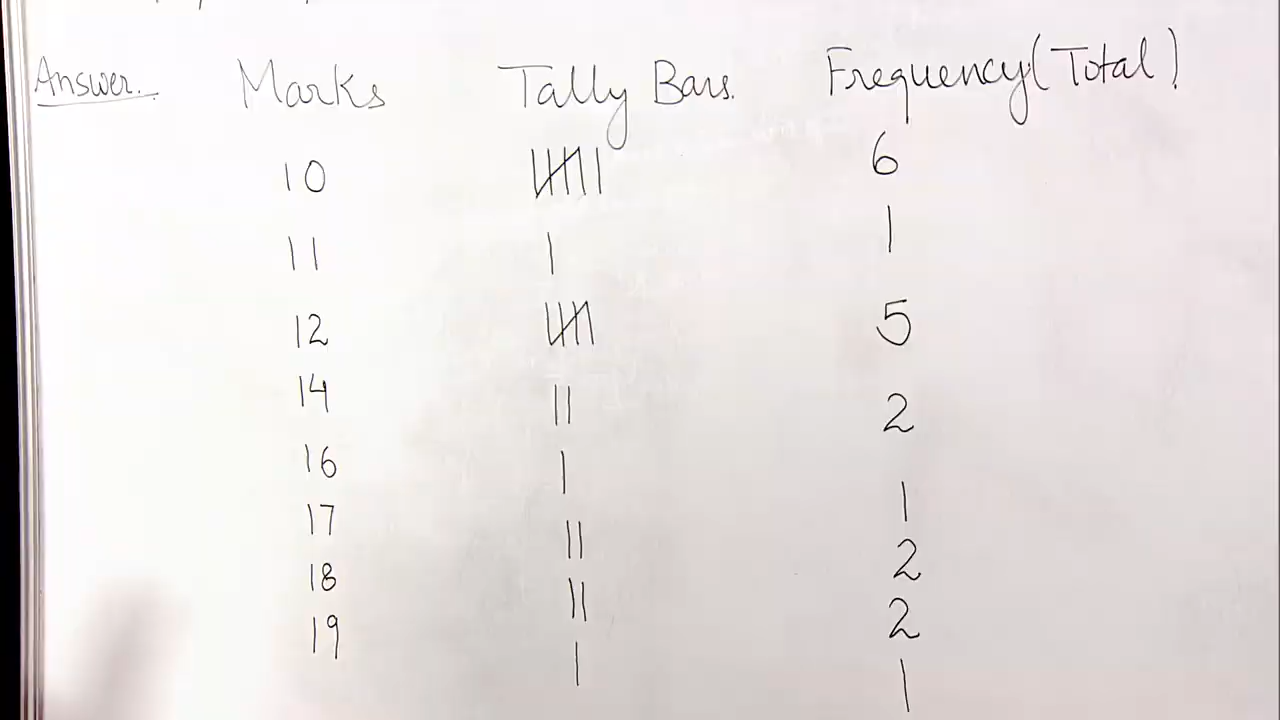 Answer. Marks Tally Bars. Frequency (Total)
10 𝍸| 6
11 | 1
12 𝍸 5
14 || 2
16 | 1
17 || 2
18 || 2
19 | 1